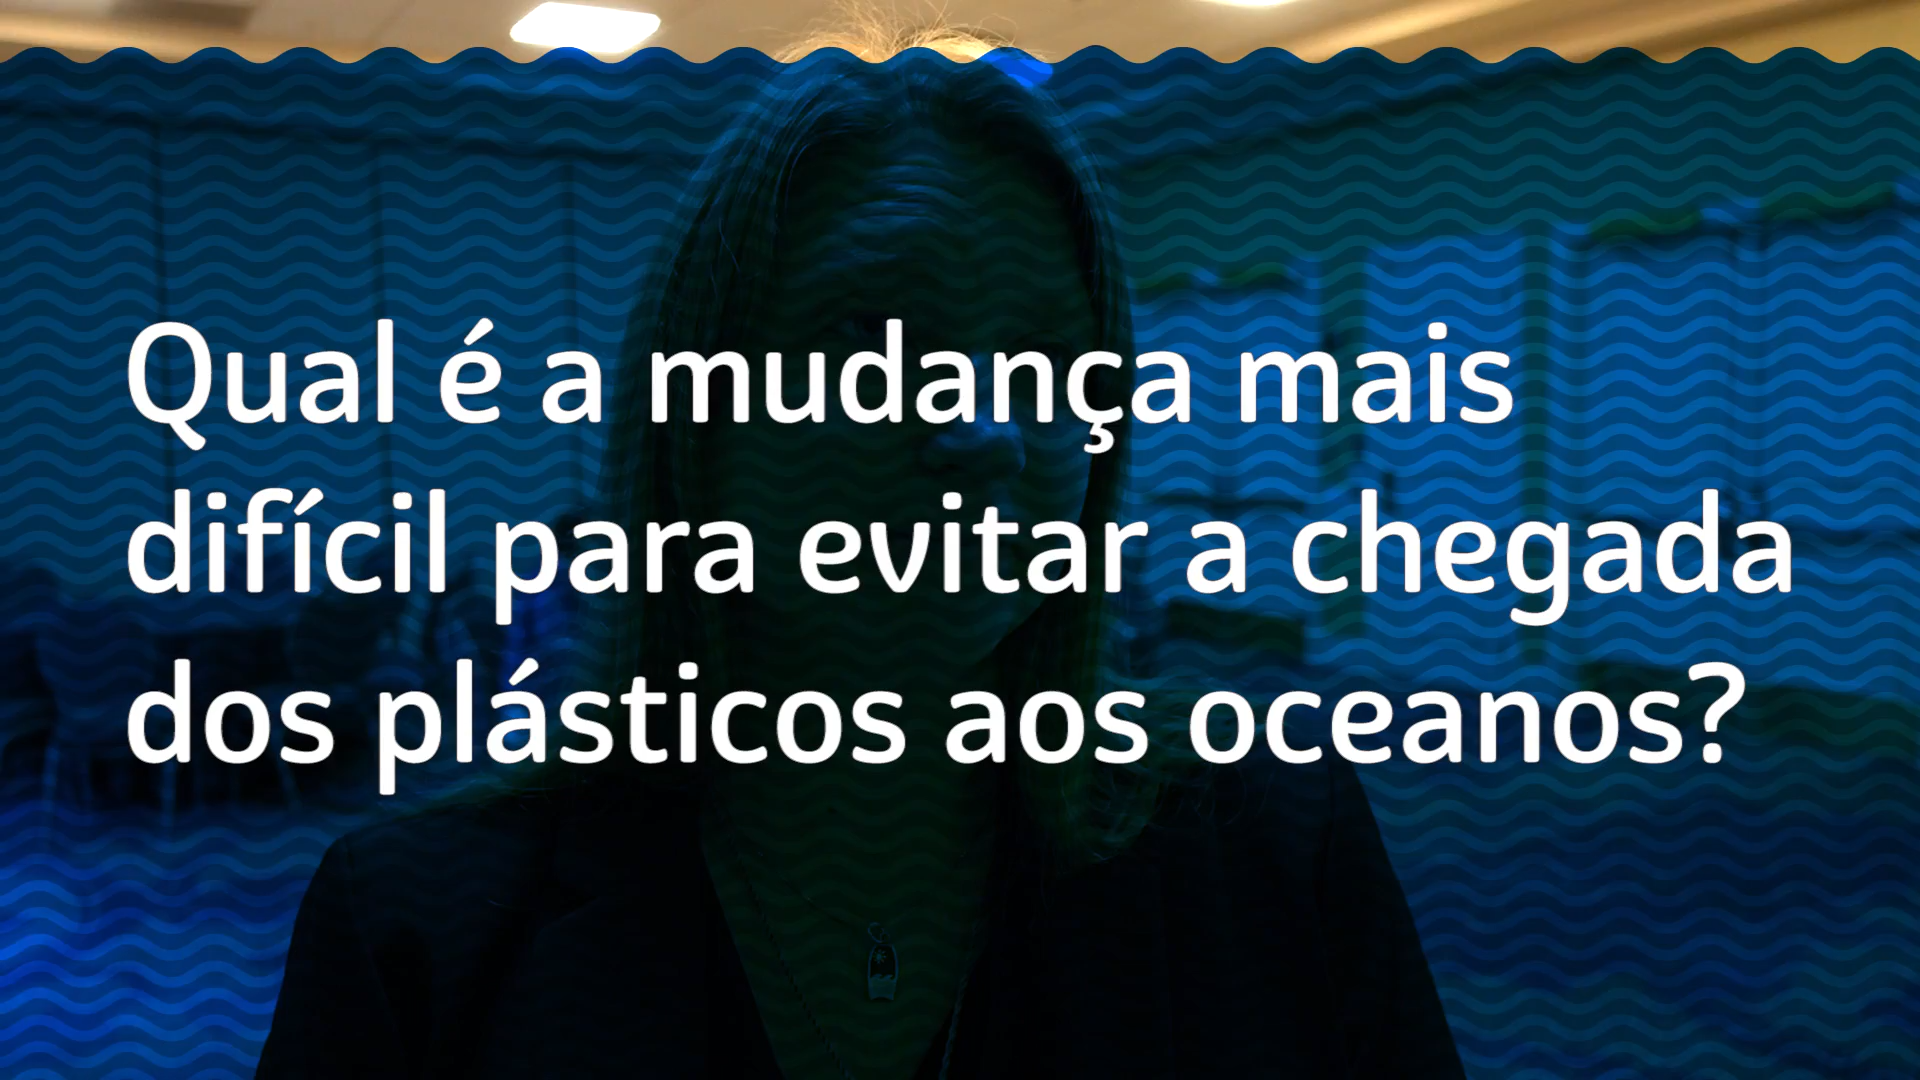 Qual é a mudança mais
difícil para evitar a chegada
dos plásticos aos oceanos?